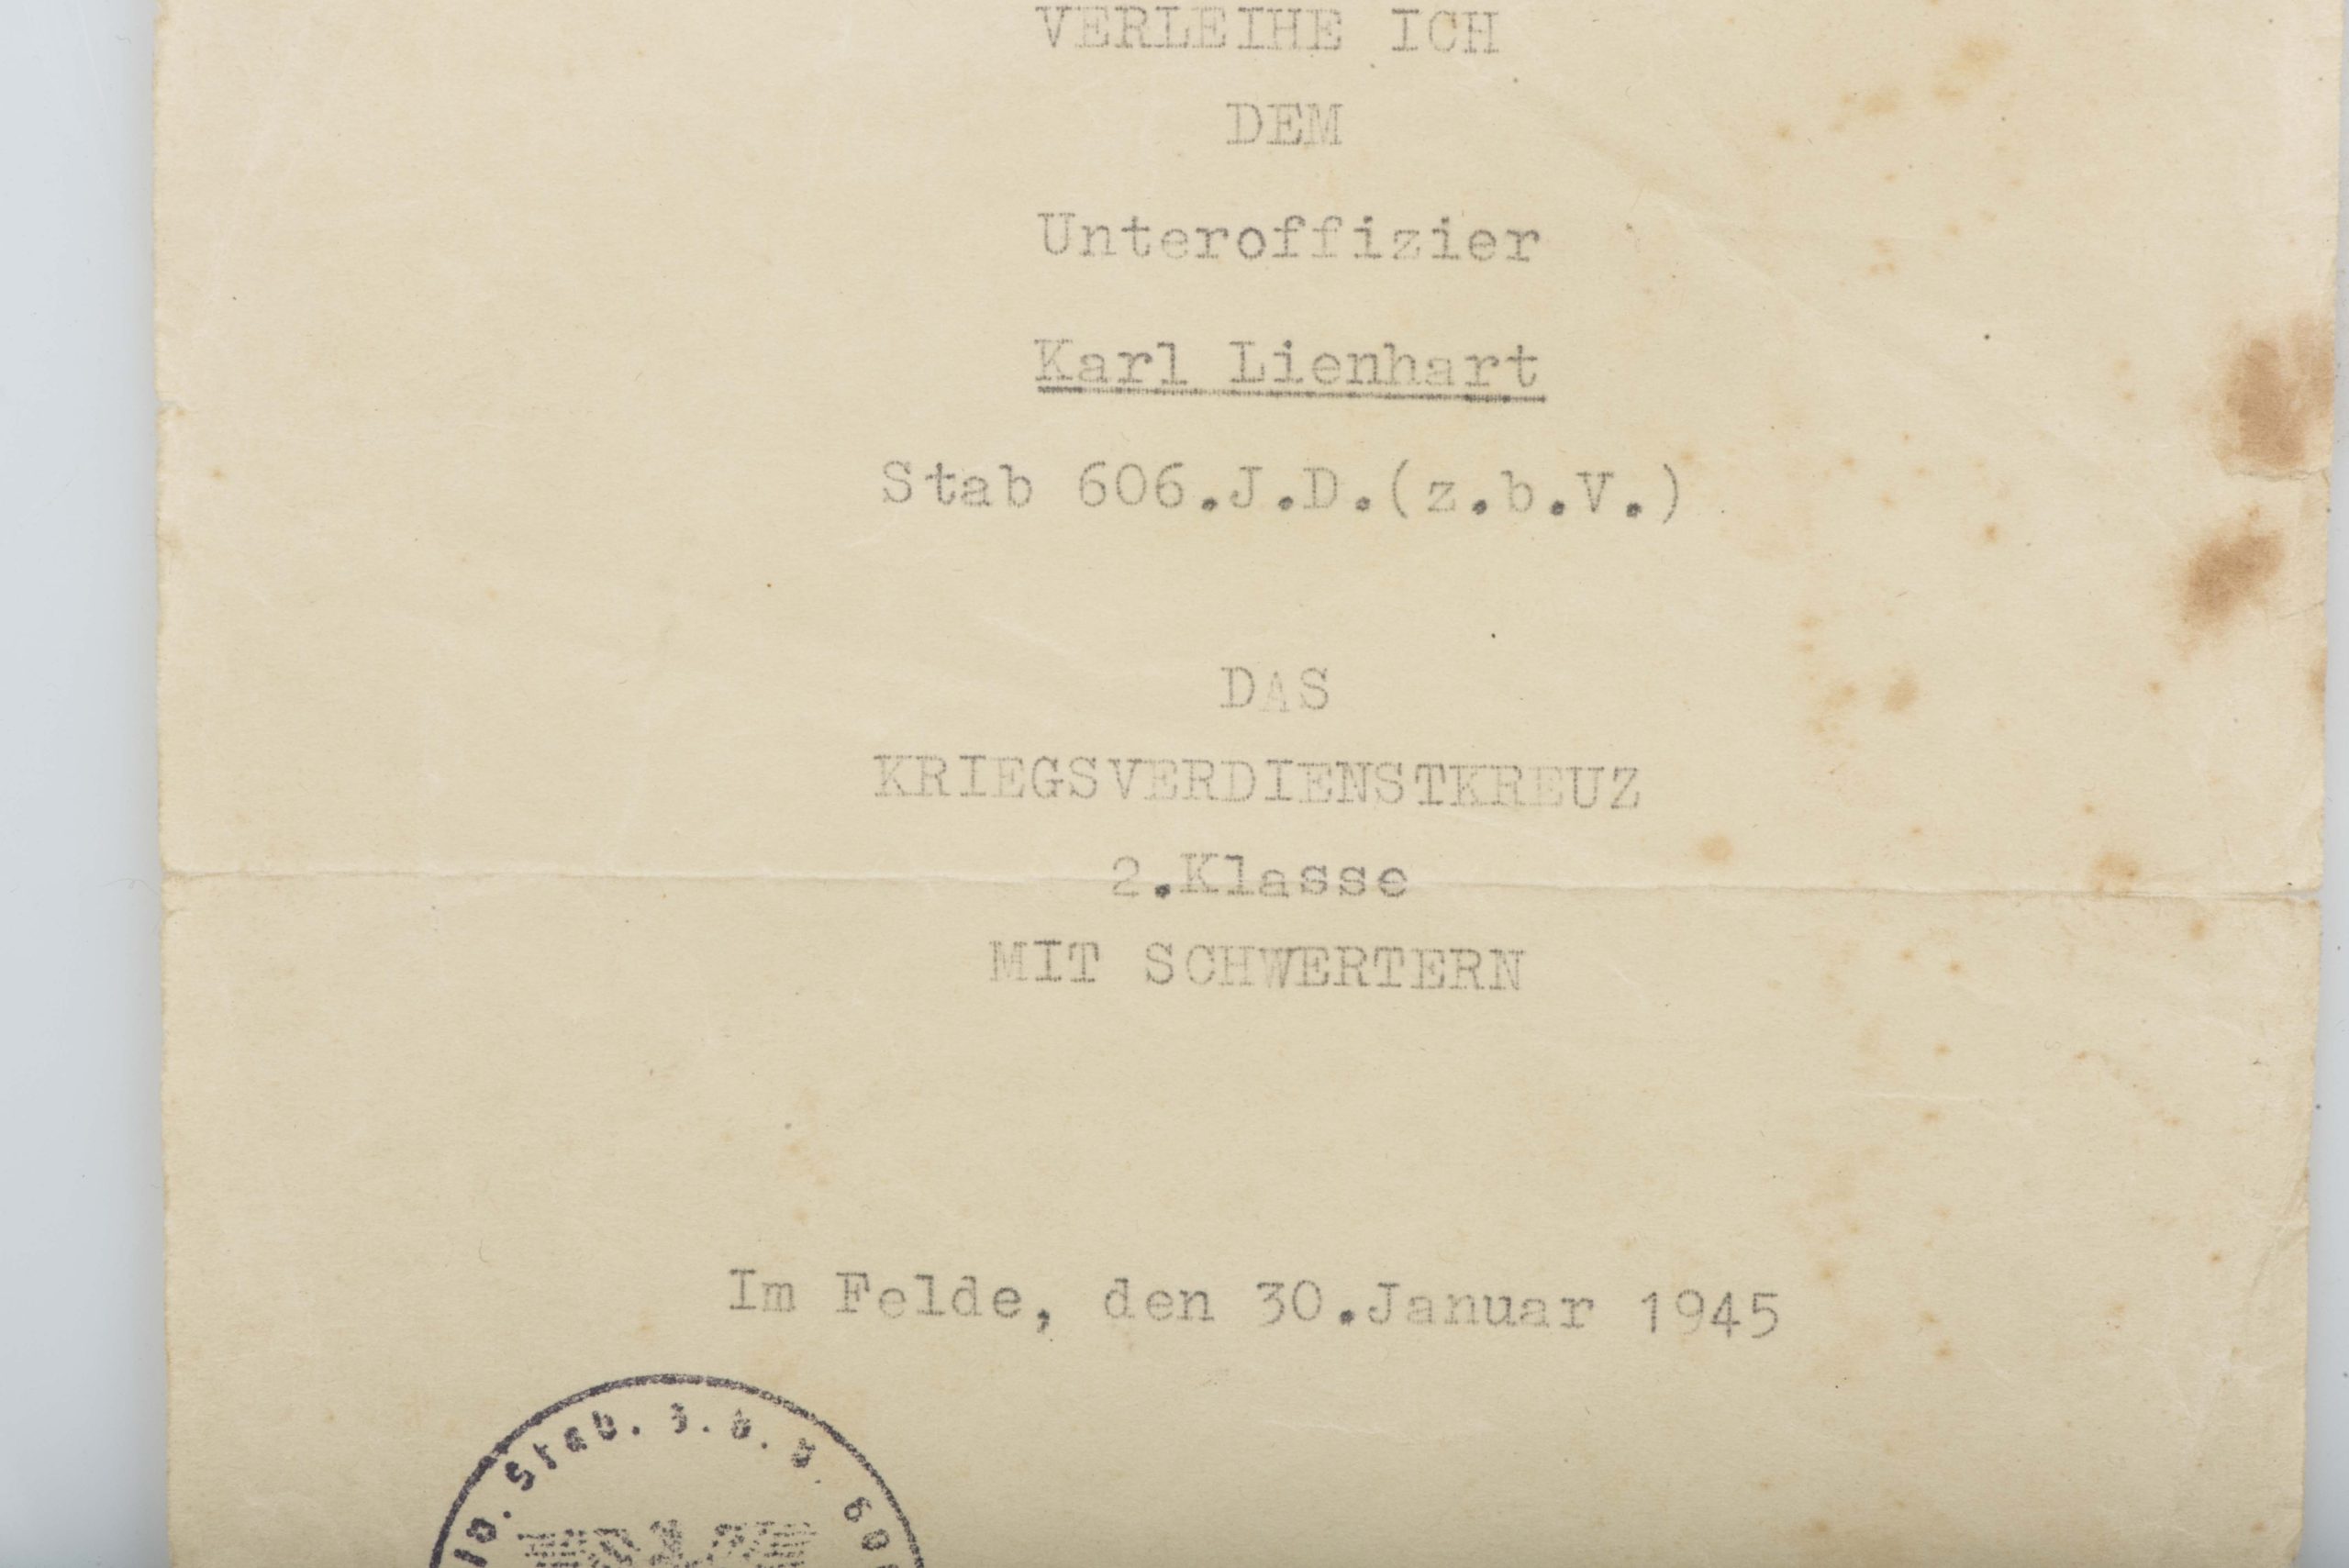 VERLEIHE ICH
DEM
Unteroffizier
Karl Lienhart
Stab 606.J.D.(z.b.V.)
DAS
KRIEGSVERDIENSTKREUZ
2.Klasse
MIT SCHWERTERN
Im Felde, den 30.Januar 1945
Stab. z. b. V.